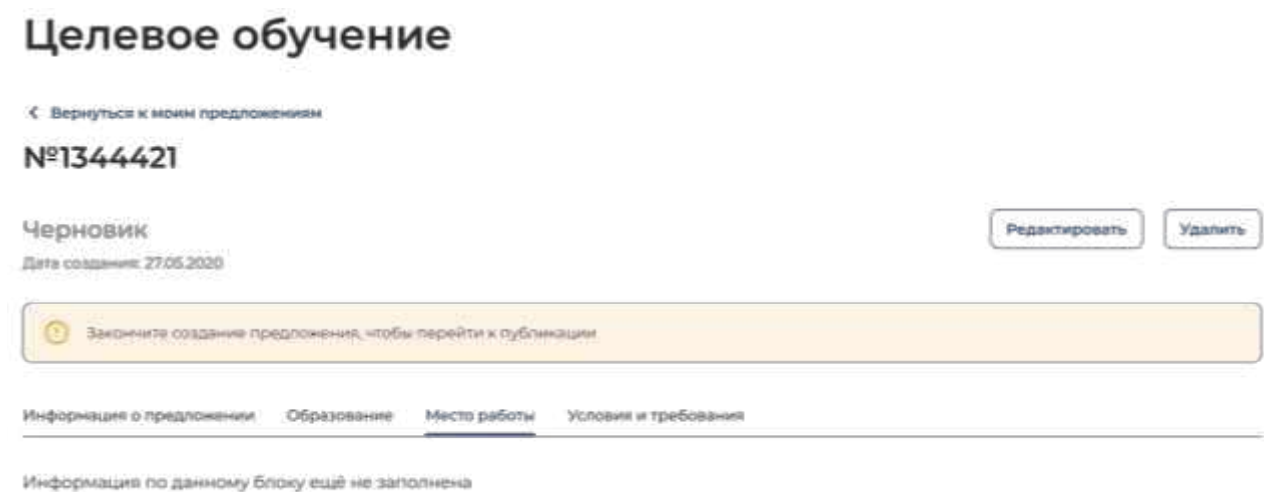 Целевое обучение
Вернуться к моим предложениям
№1344421
Черновик
Редактировать
Удалить
Дата создания: 27.05.2020
Закончите создание предложения, чтобы перейти к публикации
Информация о предложении Образование Место работы Условия и требования
Информация по данному блоку ещё не заполнена